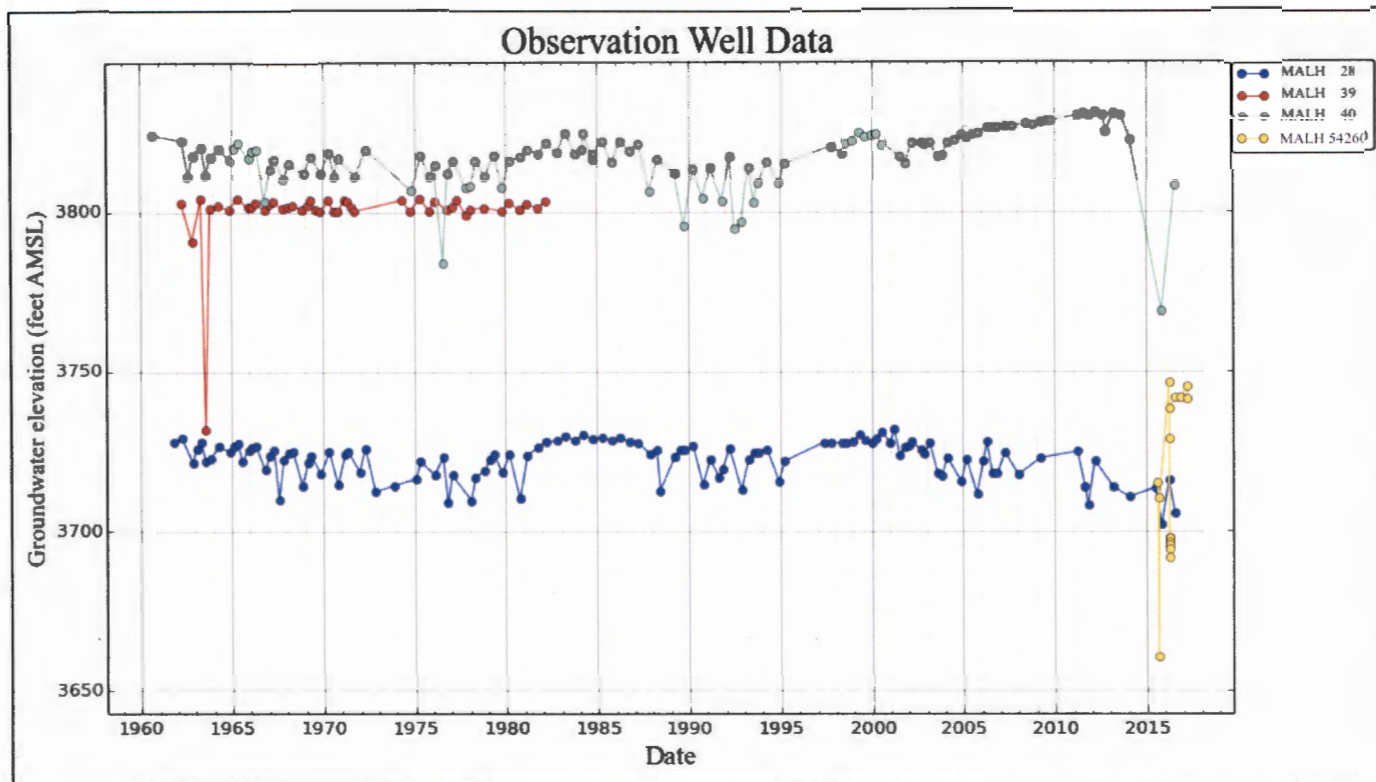 Observation Well Data
MALH 28
MALH 39
MALH 40
MALH 54260
Groundwater elevation (feet AMSL)
3800
3750
3700
3650
1960 1965 1970 1975 1980 1985 1990 1995 2000 2005 2010 2015
Date